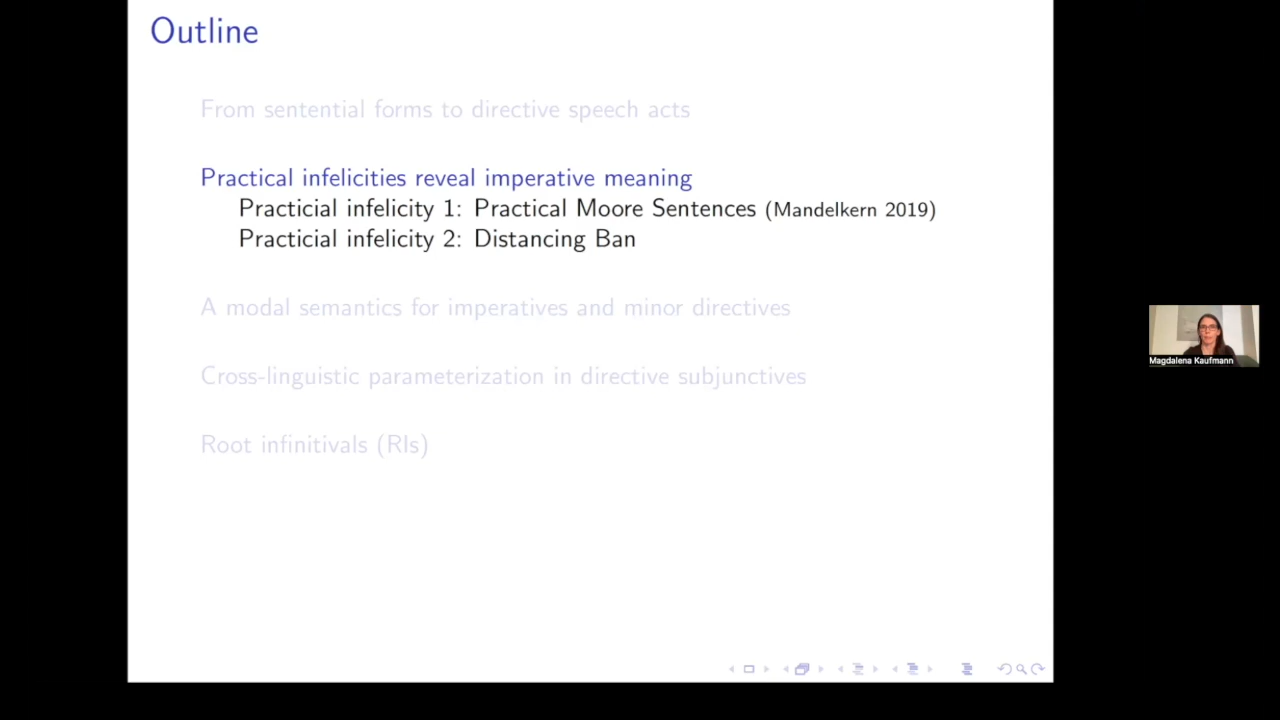 Outline
From sentential forms to directive speech acts
Practical infelicities reveal imperative meaning
Practicial infelicity 1: Practical Moore Sentences (Mandelkern 2019)
Practicial infelicity 2: Distancing Ban
A modal semantics for imperatives and minor directives
Cross-linguistic parameterization in directive subjunctives
Root infinitivals (RIs)
Magdalena Kaufmann